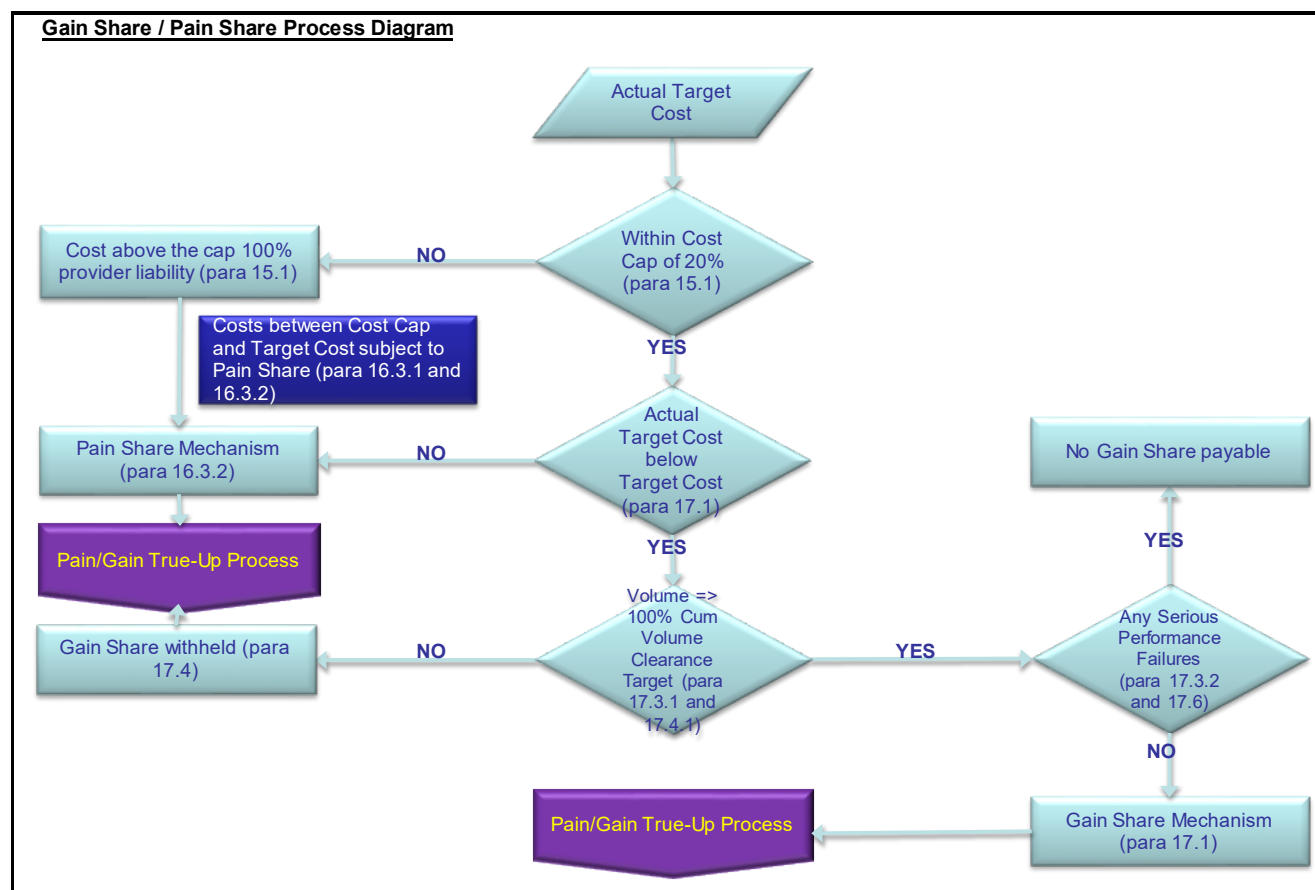 Gain Share / Pain Share Process Diagram
Actual Target
Cost
Within Cost
Cap of 20%
(para 15.1)
NO
Cost above the cap 100%
provider liability (para 15.1)
Costs between Cost Cap
and Target Cost subject to
Pain Share (para 16.3.1 and
16.3.2)
YES
Actual
Target Cost
below
Target Cost
(para 17.1)
NO
Pain Share Mechanism
(para 16.3.2)
No Gain Share payable
Pain/Gain True-Up Process
YES
YES
Volume =>
100% Cum
Volume
Clearance
Target (para
17.3.1 and
17.4.1)
NO
Gain Share withheld (para
17.4)
YES
Any Serious
Performance
Failures
(para 17.3.2
and 17.6)
NO
Gain Share Mechanism
(para 17.1)
Pain/Gain True-Up Process